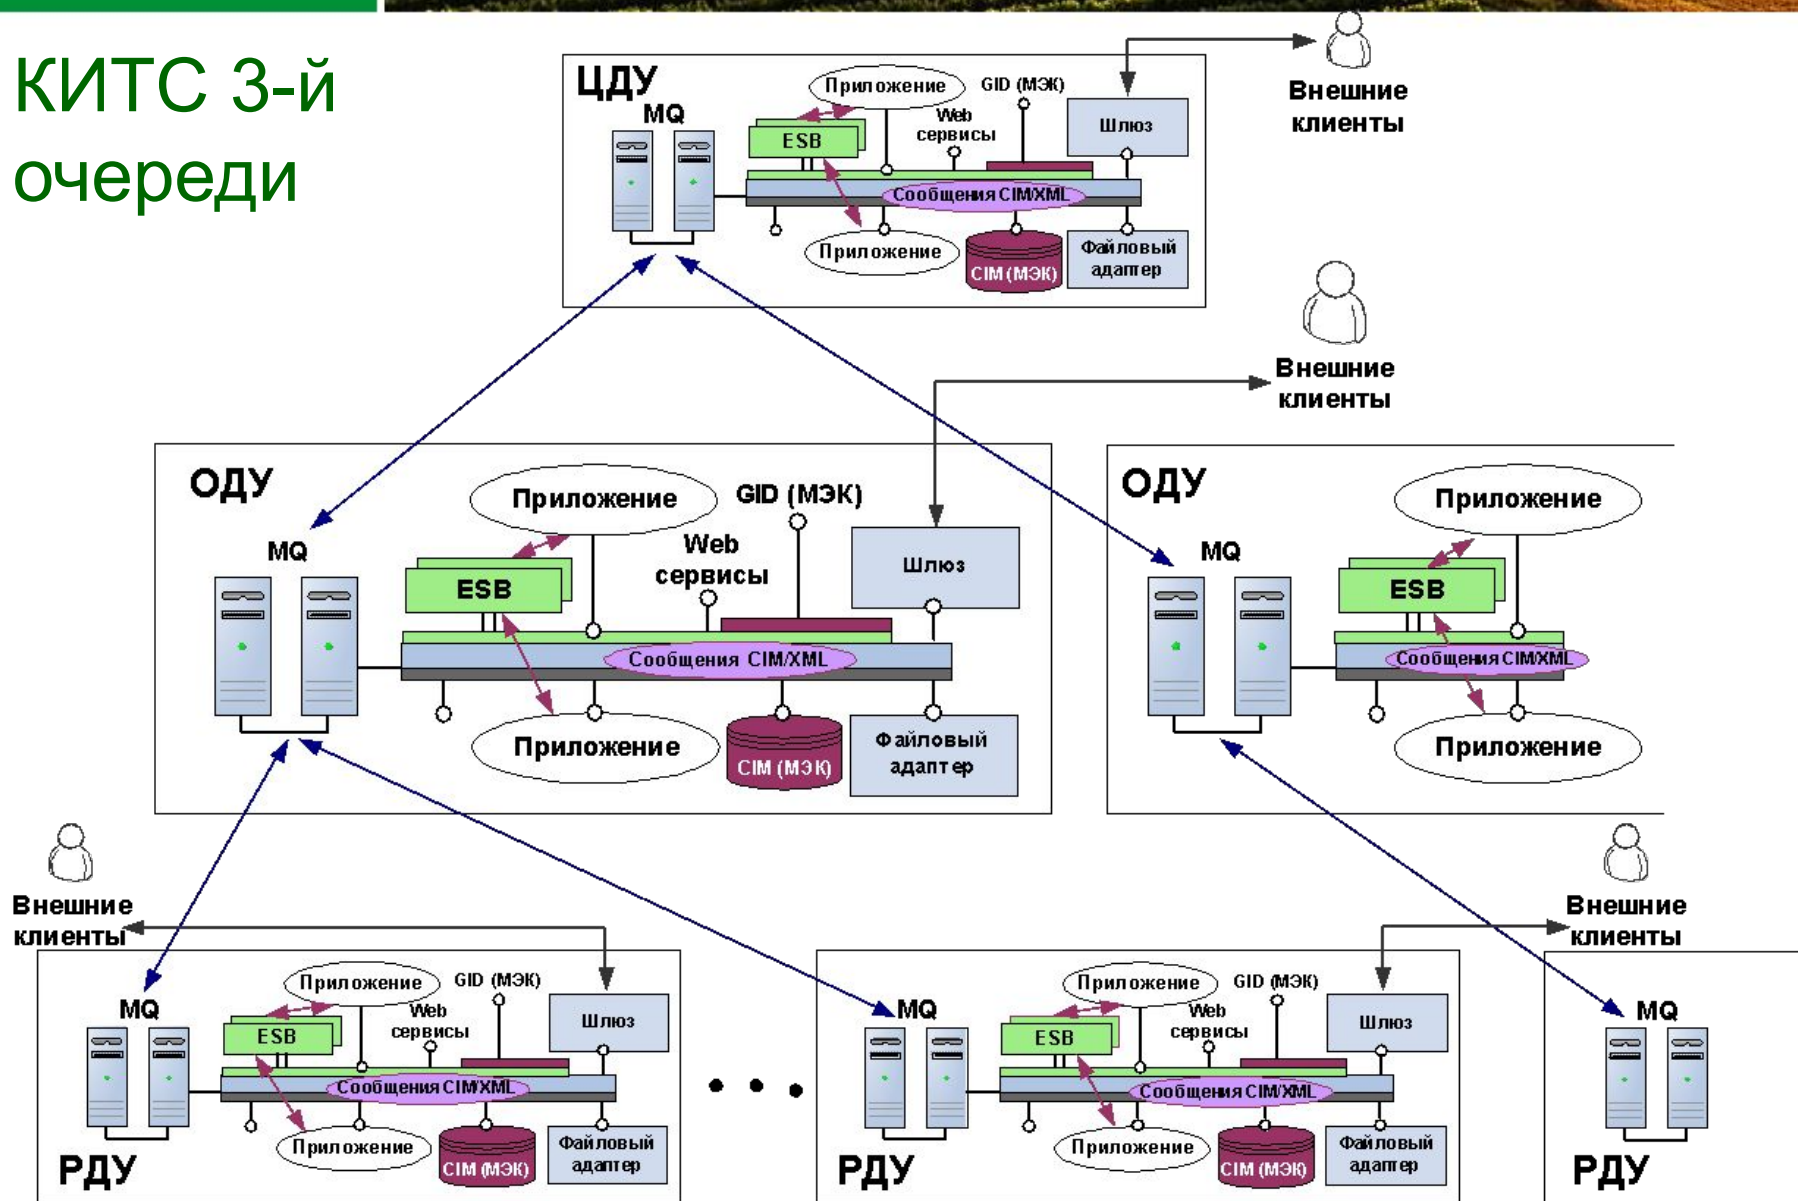 КИТС 3-й
очереди
ЦДУ
MQ
Приложение
GID (МЭК)
Web
сервисы
ESB
Шлюз
Сообщения CIM/XML
Приложение
CIM (МЭК)
Файловый
адаптер
Внешние
клиенты
Внешние
клиенты
ОДУ
MQ
Приложение
GID (МЭК)
Web
сервисы
ESB
Шлюз
Сообщения CIM/XML
Приложение
CIM (МЭК)
Файловый
адаптер
ОДУ
MQ
Приложение
ESB
Сообщения CIM/XML
Приложение
Внешние
клиенты
MQ
Приложение
GID (МЭК)
Web
сервисы
ESB
Шлюз
Сообщения CIM/XML
Приложение
CIM (МЭК)
Файловый
адаптер
РДУ
Внешние
клиенты
MQ
Приложение
GID (МЭК)
Web
сервисы
ESB
Шлюз
Сообщения CIM/XML
Приложение
CIM (МЭК)
Файловый
адаптер
РДУ
MQ
РДУ